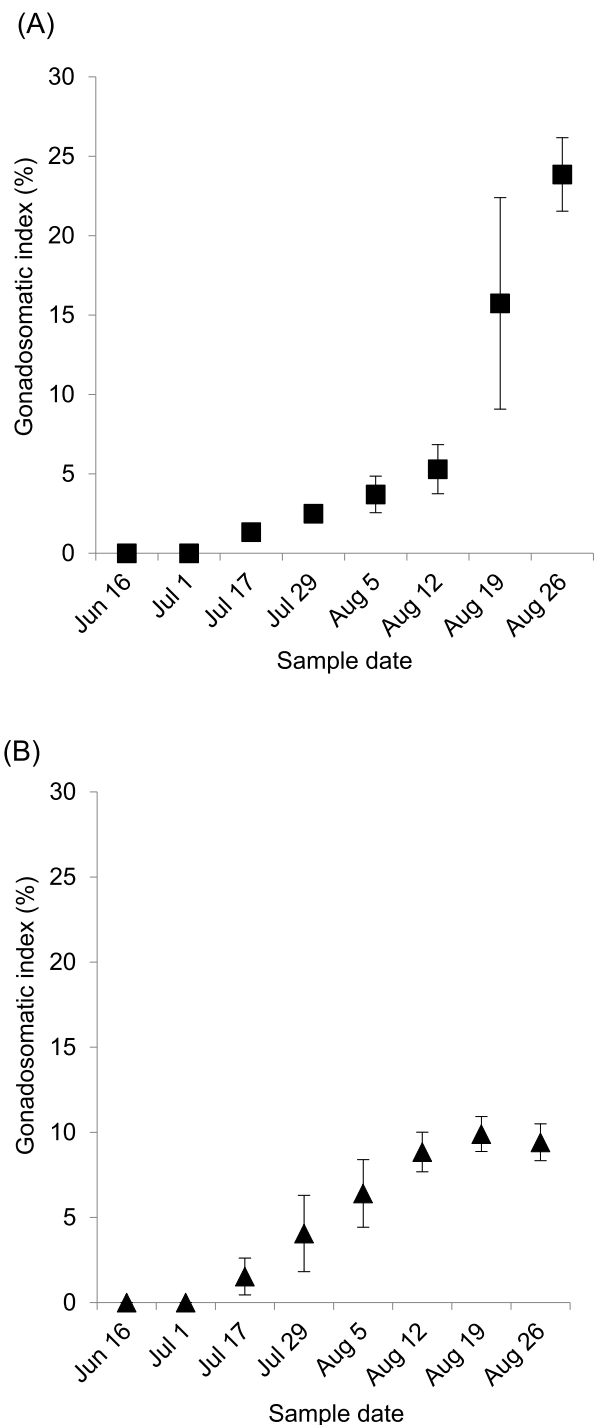 (A)
30
25
20
15
10
5
0
Gonadosomatic index (%)
Jun 16
Jul 1
Jul 17
Jul 29
Aug 5
Aug 12
Aug 19
Aug 26
Sample date
(B)
30
25
20
15
10
5
0
Gonadosomatic index (%)
Jun 16
Jul 1
Jul 17
Jul 29
Aug 5
Aug 12
Aug 19
Aug 26
Sample date